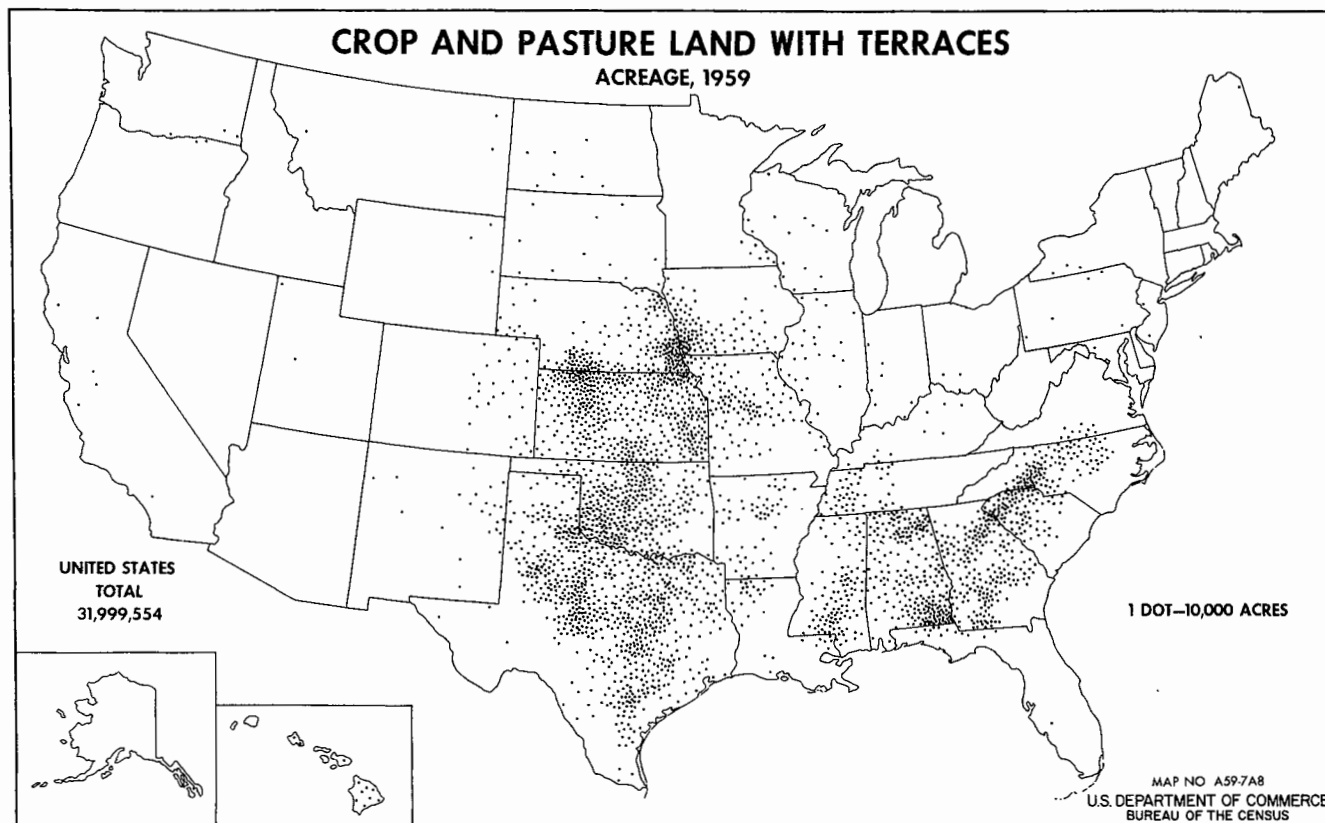 CROP AND PASTURE LAND WITH TERRACES
ACREAGE, 1959
UNITED STATES
TOTAL
31,999,554
1 DOT—10,000 ACRES
MAP NO A59-7A8
U.S. DEPARTMENT OF COMMERCE
BUREAU OF THE CENSUS